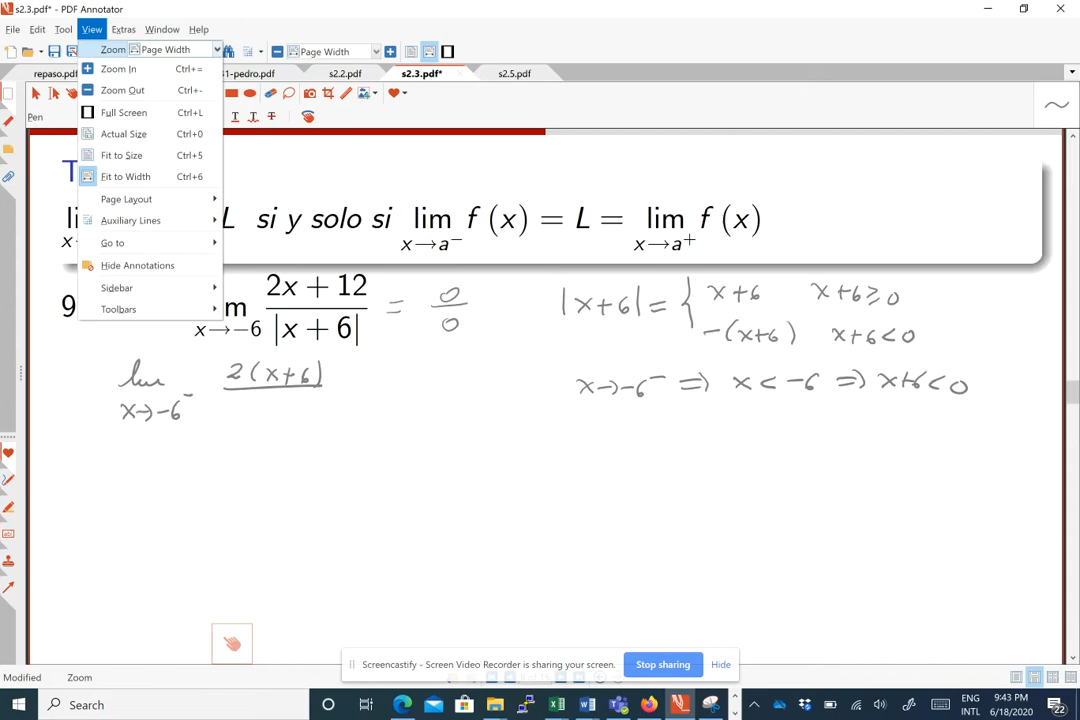 s2.3.pdf* - PDF Annotator
File Edit Tool View Extras Window Help
Zoom Page Width
Page Width
Zoom In Ctrl+=
Zoom Out Ctrl+-
Full Screen Ctrl+L
Actual Size Ctrl+0
Fit to Size Ctrl+5
Fit to Width Ctrl+6
Page Layout
Auxiliary Lines
Go to
Hide Annotations
Sidebar
Toolbars
repaso.pdf 1-pedro.pdf s2.2.pdf s2.3.pdf* s2.5.pdf
Pen
T
lim x→ L si y solo si lim x→a⁻ f (x) = L = lim x→a⁺ f (x)
9 lim x→−6 (2x + 12)/|x + 6| = 0/0
|x+6| = { x+6 x+6≥0
-(x+6) x+6<0
lim x→-6⁻ 2(x+6)
x→-6⁻ ⇒ x < -6 ⇒ x+6<0
Screencastify - Screen Video Recorder is sharing your screen. Stop sharing Hide
Modified Zoom
Search
ENG
INTL
9:43 PM
6/18/2020
22